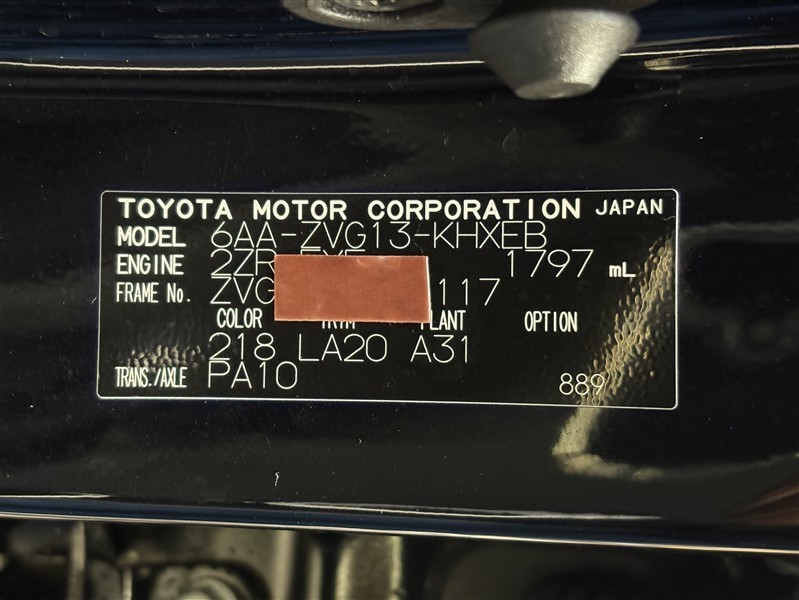 TOYOTA MOTOR CORPORATION JAPAN
MODEL 6AA-ZVG13-KHXEB
ENGINE 2ZR 1797 mL
FRAME No. ZVG 117
COLOR TRIM PLANT OPTION
218 LA20 A31
TRANS./AXLE PA10 889